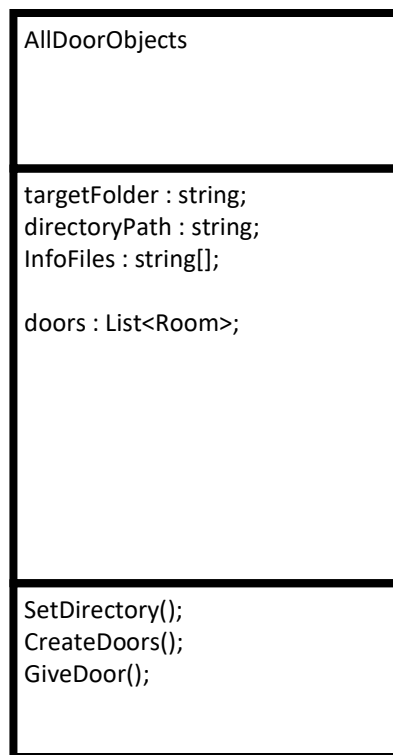 AllDoorObjects
targetFolder : string;
directoryPath : string;
InfoFiles : string[];
doors : List<Room>;
SetDirectory();
CreateDoors();
GiveDoor();